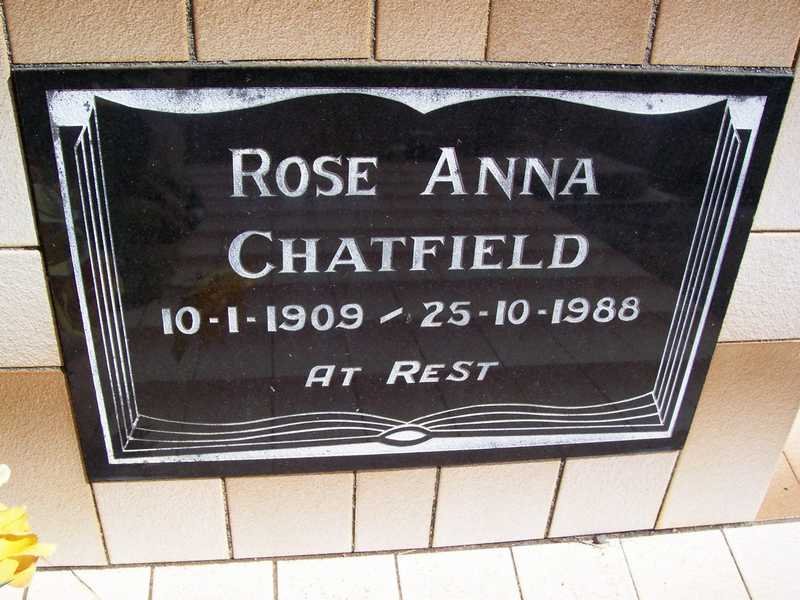 ROSE ANNA
CHATFIELD
10-1-1909 / 25-10-1988
AT REST